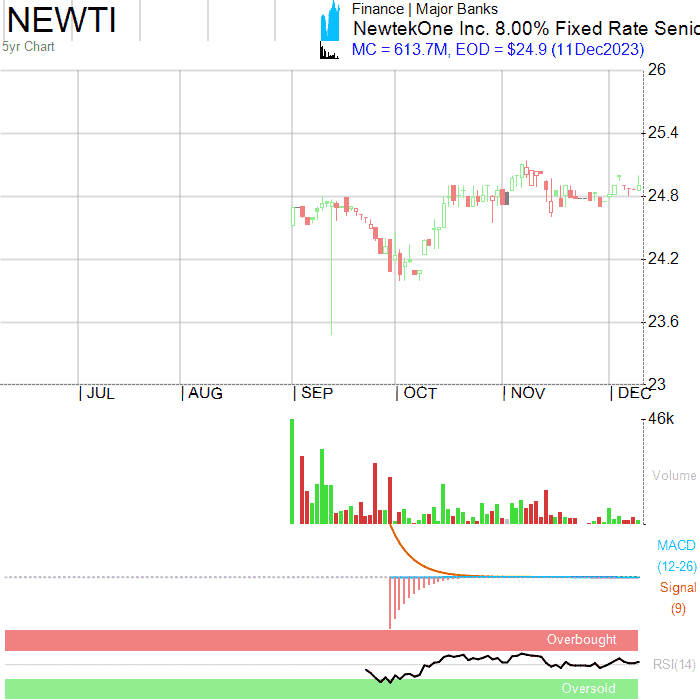 NEWTI
5yr Chart
Finance | Major Banks
NewtekOne Inc. 8.00% Fixed Rate Senio
MC = 613.7M, EOD = $24.9 (11Dec2023)
26
25.4
24.8
24.2
23.6
23
| JUL | AUG | SEP | OCT | NOV | DEC
46k
Volume
MACD
(12-26)
Signal
(9)
Overbought
RSI(14)
Oversold